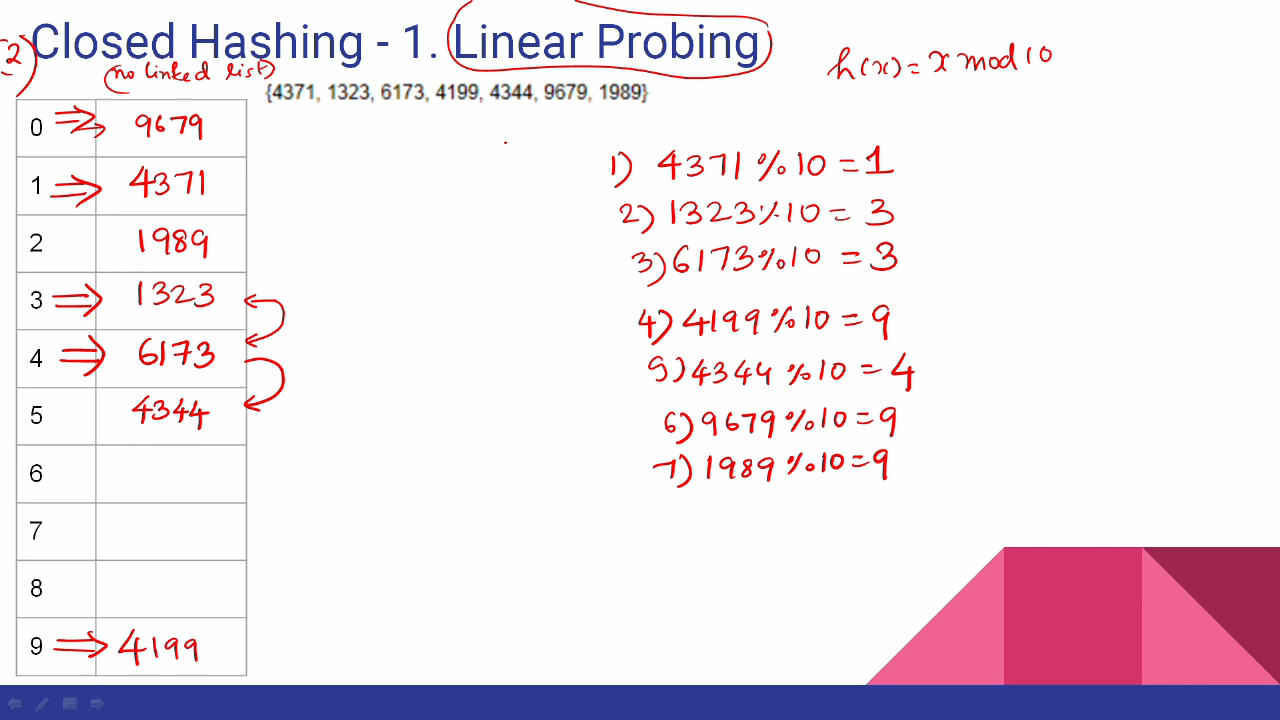 Closed Hashing - 1. Linear Probing
2)
(no linked list)
h(x) = x mod 10
{4371, 1323, 6173, 4199, 4344, 9679, 1989}
0 ⇒ 9679
1 ⇒ 4371
2 1989
3 ⇒ 1323
4 ⇒ 6173
5 4344
6
7
8
9 ⇒ 4199
1) 4371 % 10 = 1
2) 1323 % 10 = 3
3) 6173 % 10 = 3
4) 4199 % 10 = 9
5) 4344 % 10 = 4
6) 9679 % 10 = 9
7) 1989 % 10 = 9